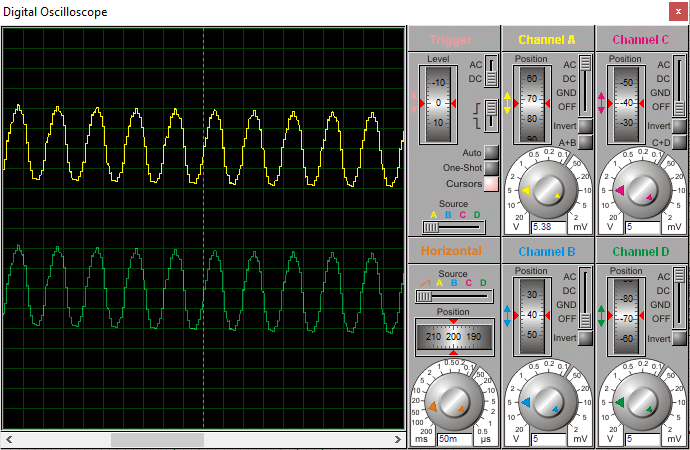 Digital Oscilloscope x
Trigger
Level
-10
0
10
AC
DC
Auto
One-Shot
Cursors
Source
A B C D
Channel A
Position
60
70
80
90
AC
DC
GND
OFF
Invert
A+B
0.5 0.2 0.1 50
1 20
2 10
5 5
10 2
20
V 5.38 mV
Channel C
Position
-50
-40
-30
AC
DC
GND
OFF
Invert
C+D
0.5 0.2 0.1 50
1 20
2 10
5 5
10 2
20
V 5 mV
Horizontal
Source
A B C D
Position
210 200 190
1 0.5 0.2 0.1 50
2 20
5 10
10 5
20 2
50 1
100 0.5
200
ms 50m µs
Channel B
Position
30
40
50
AC
DC
GND
OFF
Invert
0.5 0.2 0.1 50
1 20
2 10
5 5
10 2
20
V 5 mV
Channel D
Position
-80
-70
-60
AC
DC
GND
OFF
Invert
0.5 0.2 0.1 50
1 20
2 10
5 5
10 2
20
V 5 mV